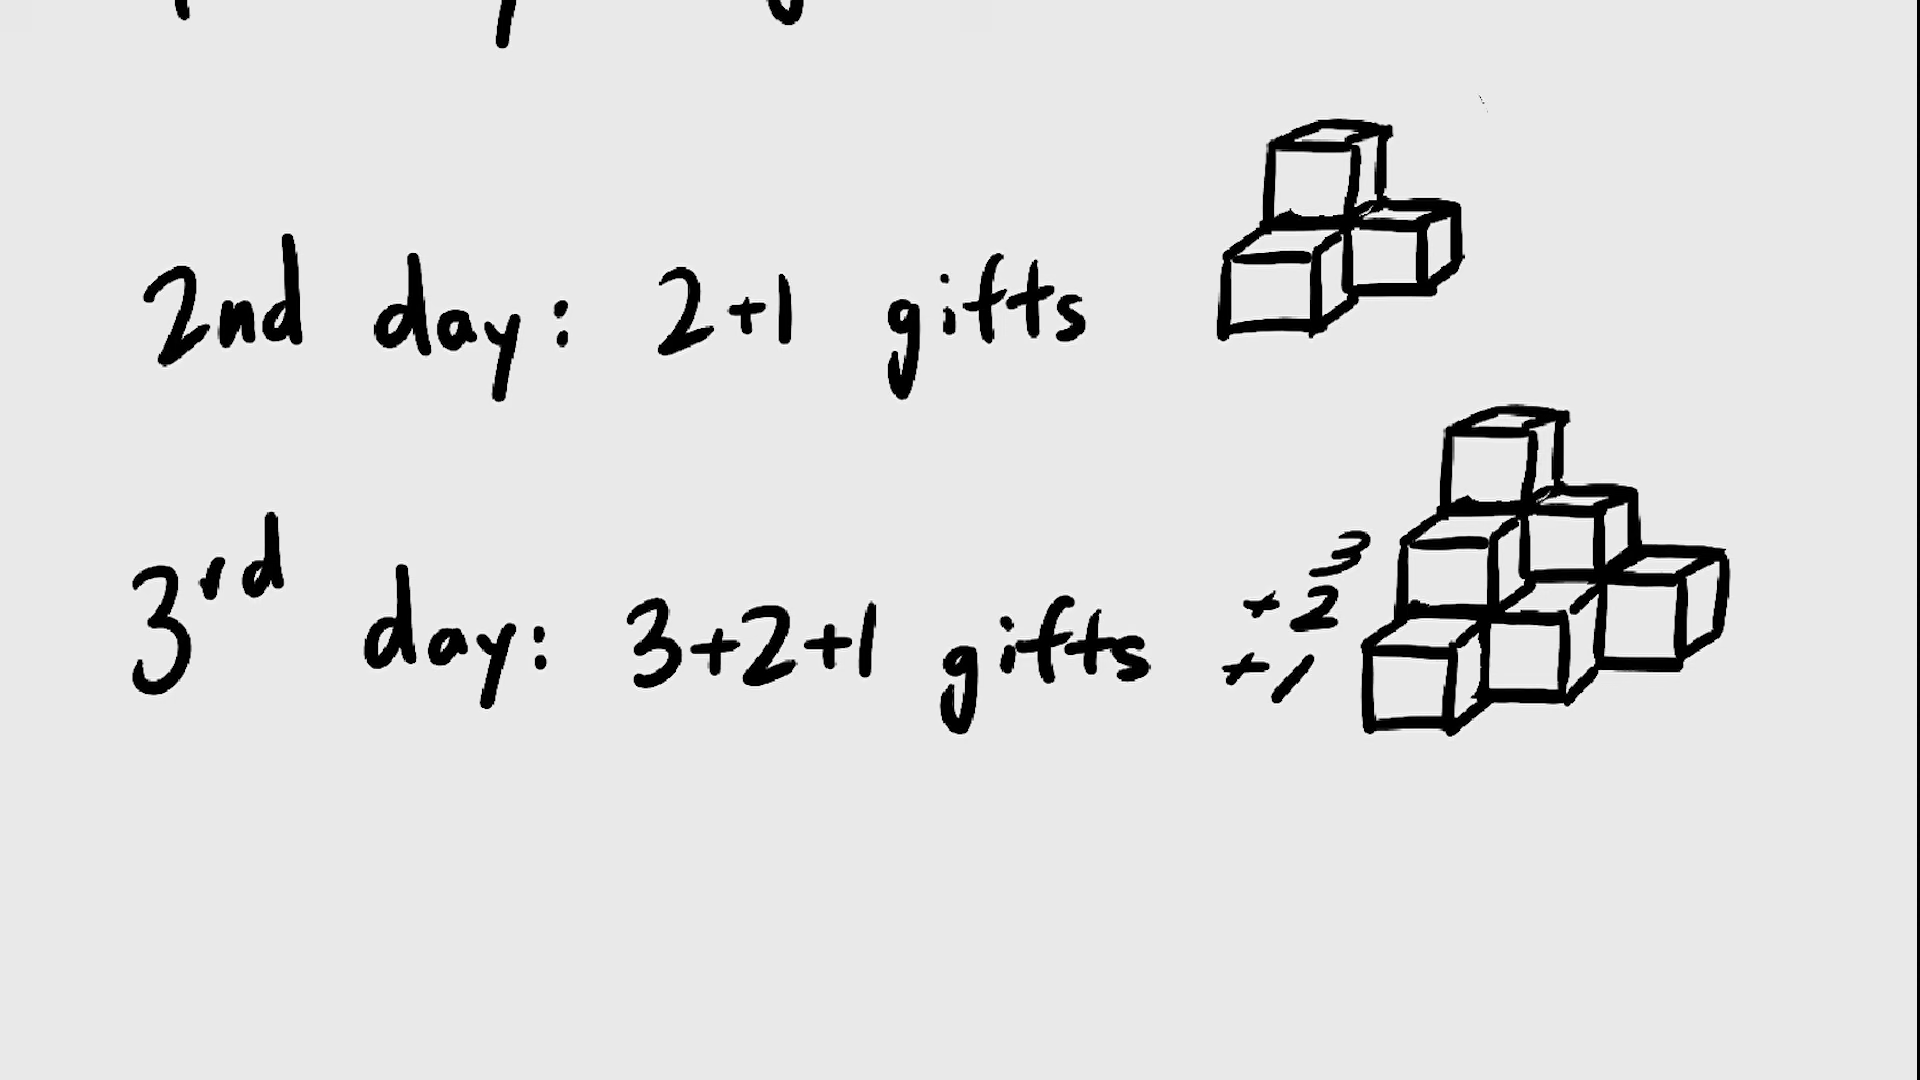 2nd day: 2+1 gifts
3rd day: 3+2+1 gifts
3
+2
+1